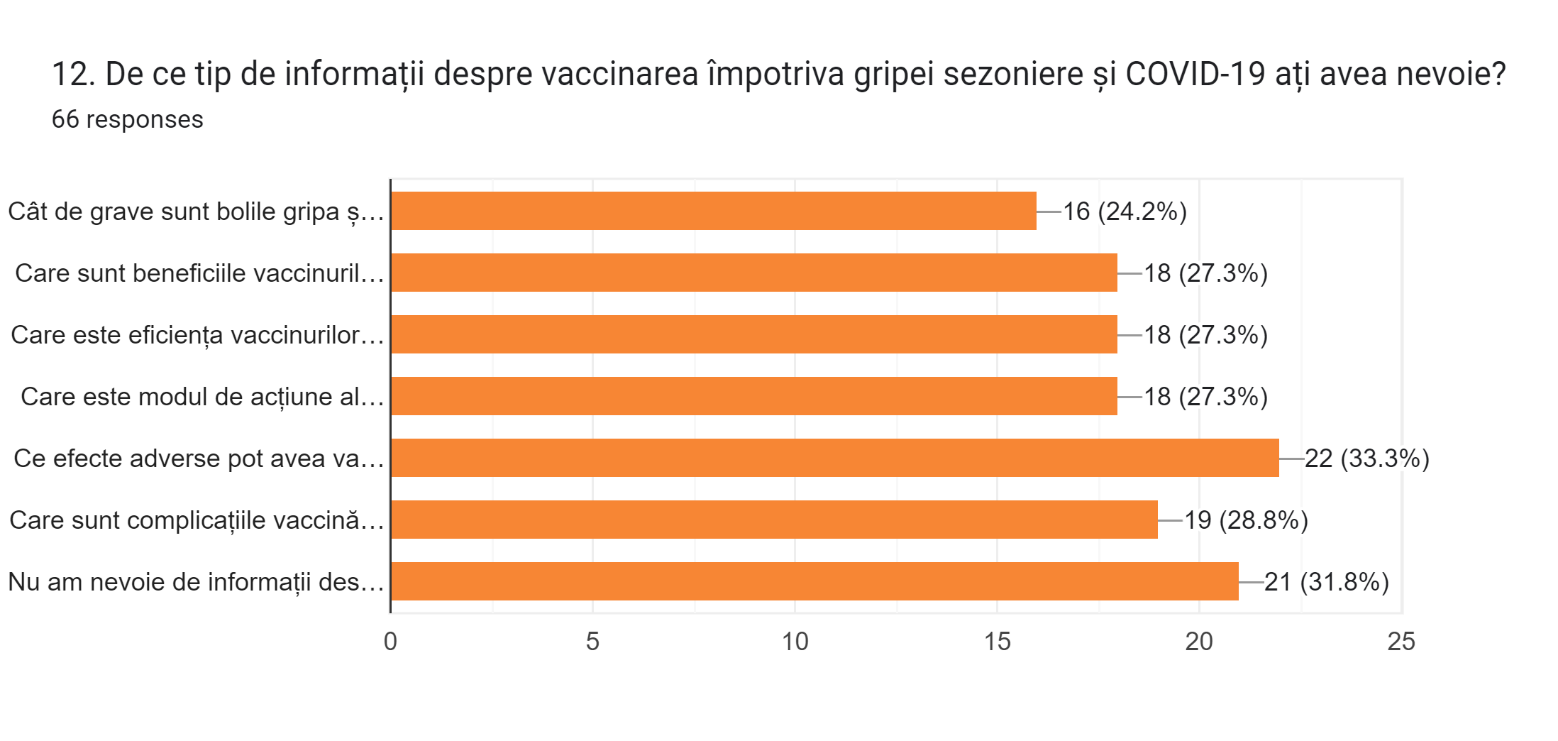 12. De ce tip de informații despre vaccinarea împotriva gripei sezoniere și COVID-19 ați avea nevoie?
66 responses
Cât de grave sunt bolile gripa ș…
16 (24.2%)
Care sunt beneficiile vaccinuril…
18 (27.3%)
Care este eficiența vaccinurilor…
18 (27.3%)
Care este modul de acțiune al…
18 (27.3%)
Ce efecte adverse pot avea va…
22 (33.3%)
Care sunt complicațiile vaccină…
19 (28.8%)
Nu am nevoie de informații des…
21 (31.8%)
0 5 10 15 20 25